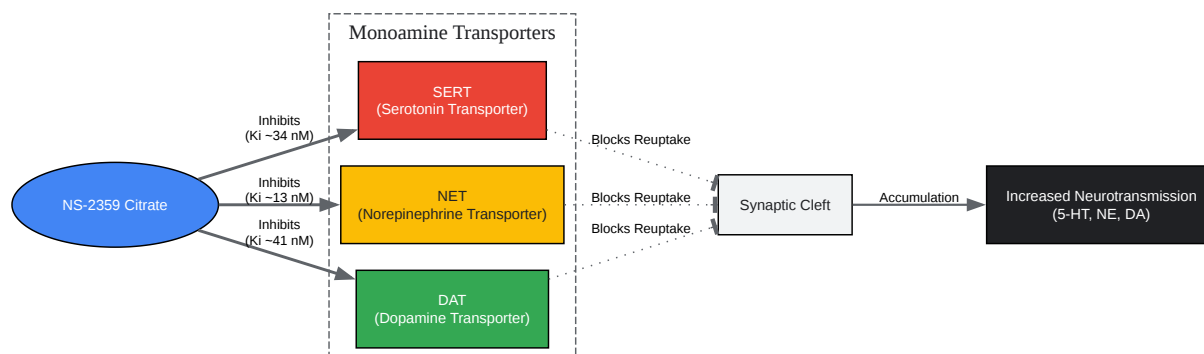 Monoamine Transporters
NS-2359 Citrate
Inhibits
(Ki ~34 nM)
Inhibits
(Ki ~13 nM)
Inhibits
(Ki ~41 nM)
SERT
(Serotonin Transporter)
NET
(Norepinephrine Transporter)
DAT
(Dopamine Transporter)
Blocks Reuptake
Blocks Reuptake
Blocks Reuptake
Synaptic Cleft
Accumulation
Increased Neurotransmission
(5-HT, NE, DA)